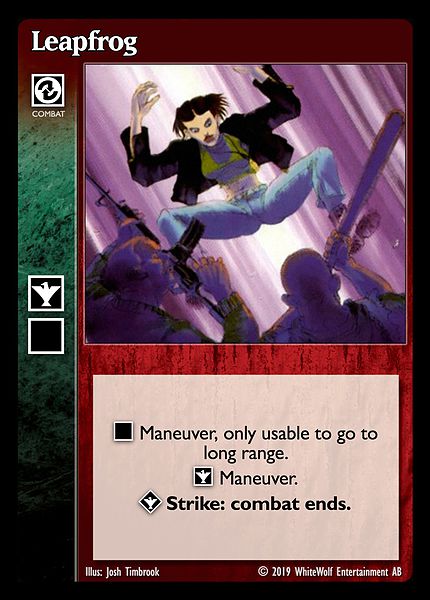 Leapfrog
COMBAT
Maneuver, only usable to go to
long range.
Maneuver.
Strike: combat ends.
Illus: Josh Timbrook
© 2019 WhiteWolf Entertainment AB